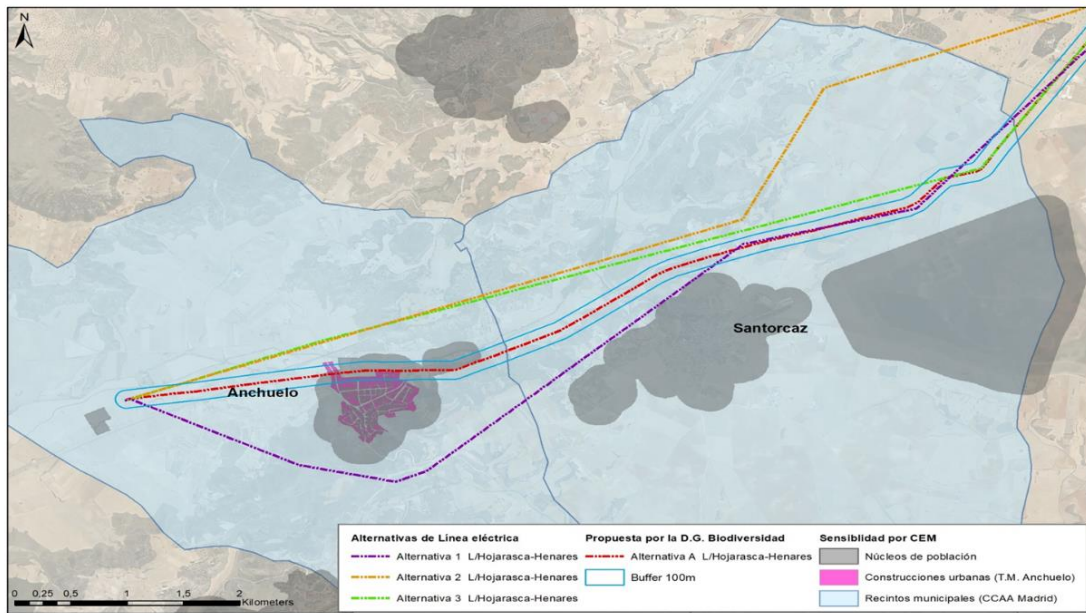 N
Anchuelo
Santorcaz
0 0,25 0,5 1 1,5 2
Kilometers
Alternativas de Línea eléctrica
Alternativa 1 L/Hojarasca-Henares
Alternativa 2 L/Hojarasca-Henares
Alternativa 3 L/Hojarasca-Henares
Propuesta por la D.G. Biodiversidad
Alternativa A L/Hojarasca-Henares
Buffer 100m
Sensiblidad por CEM
Núcleos de población
Construcciones urbanas (T.M. Anchuelo)
Recintos municipales (CCAA Madrid)